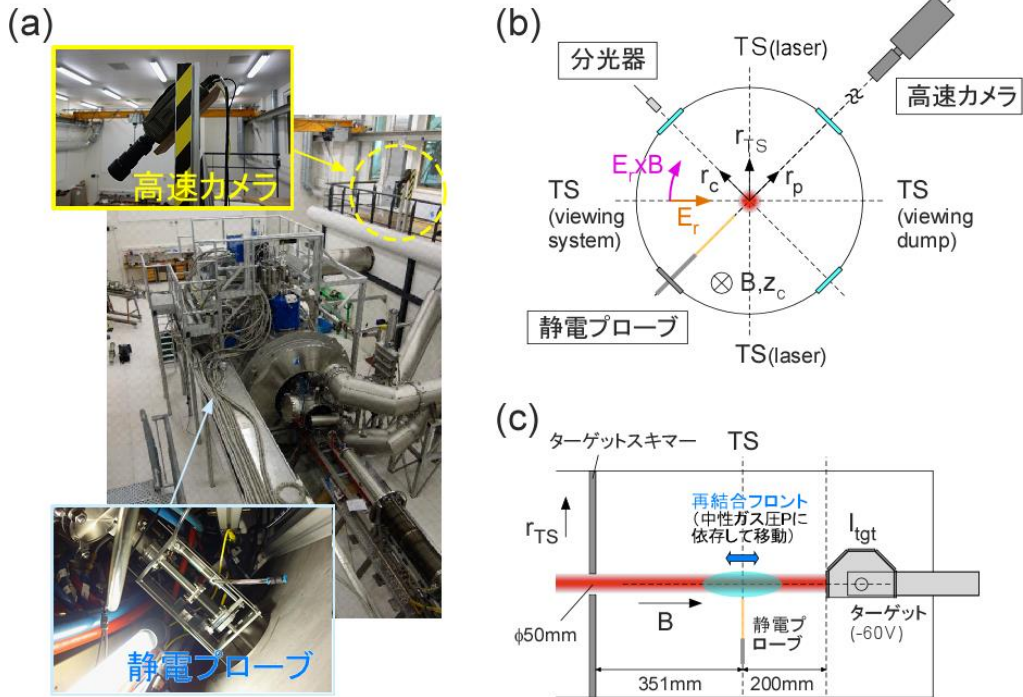 (a)
高速カメラ
静電プローブ
(b)
TS(laser)
分光器
高速カメラ
r_TS
E_r×B
r_c
r_p
TS
(viewing
system)
TS
(viewing
dump)
E_r
B,z_c
静電プローブ
TS(laser)
(c)
ターゲットスキマー
TS
再結合フロント
(中性ガス圧Pに
依存して移動)
r_TS
I_tgt
B
静電プ
ローブ
ターゲット
(-60V)
ϕ50mm
351mm
200mm